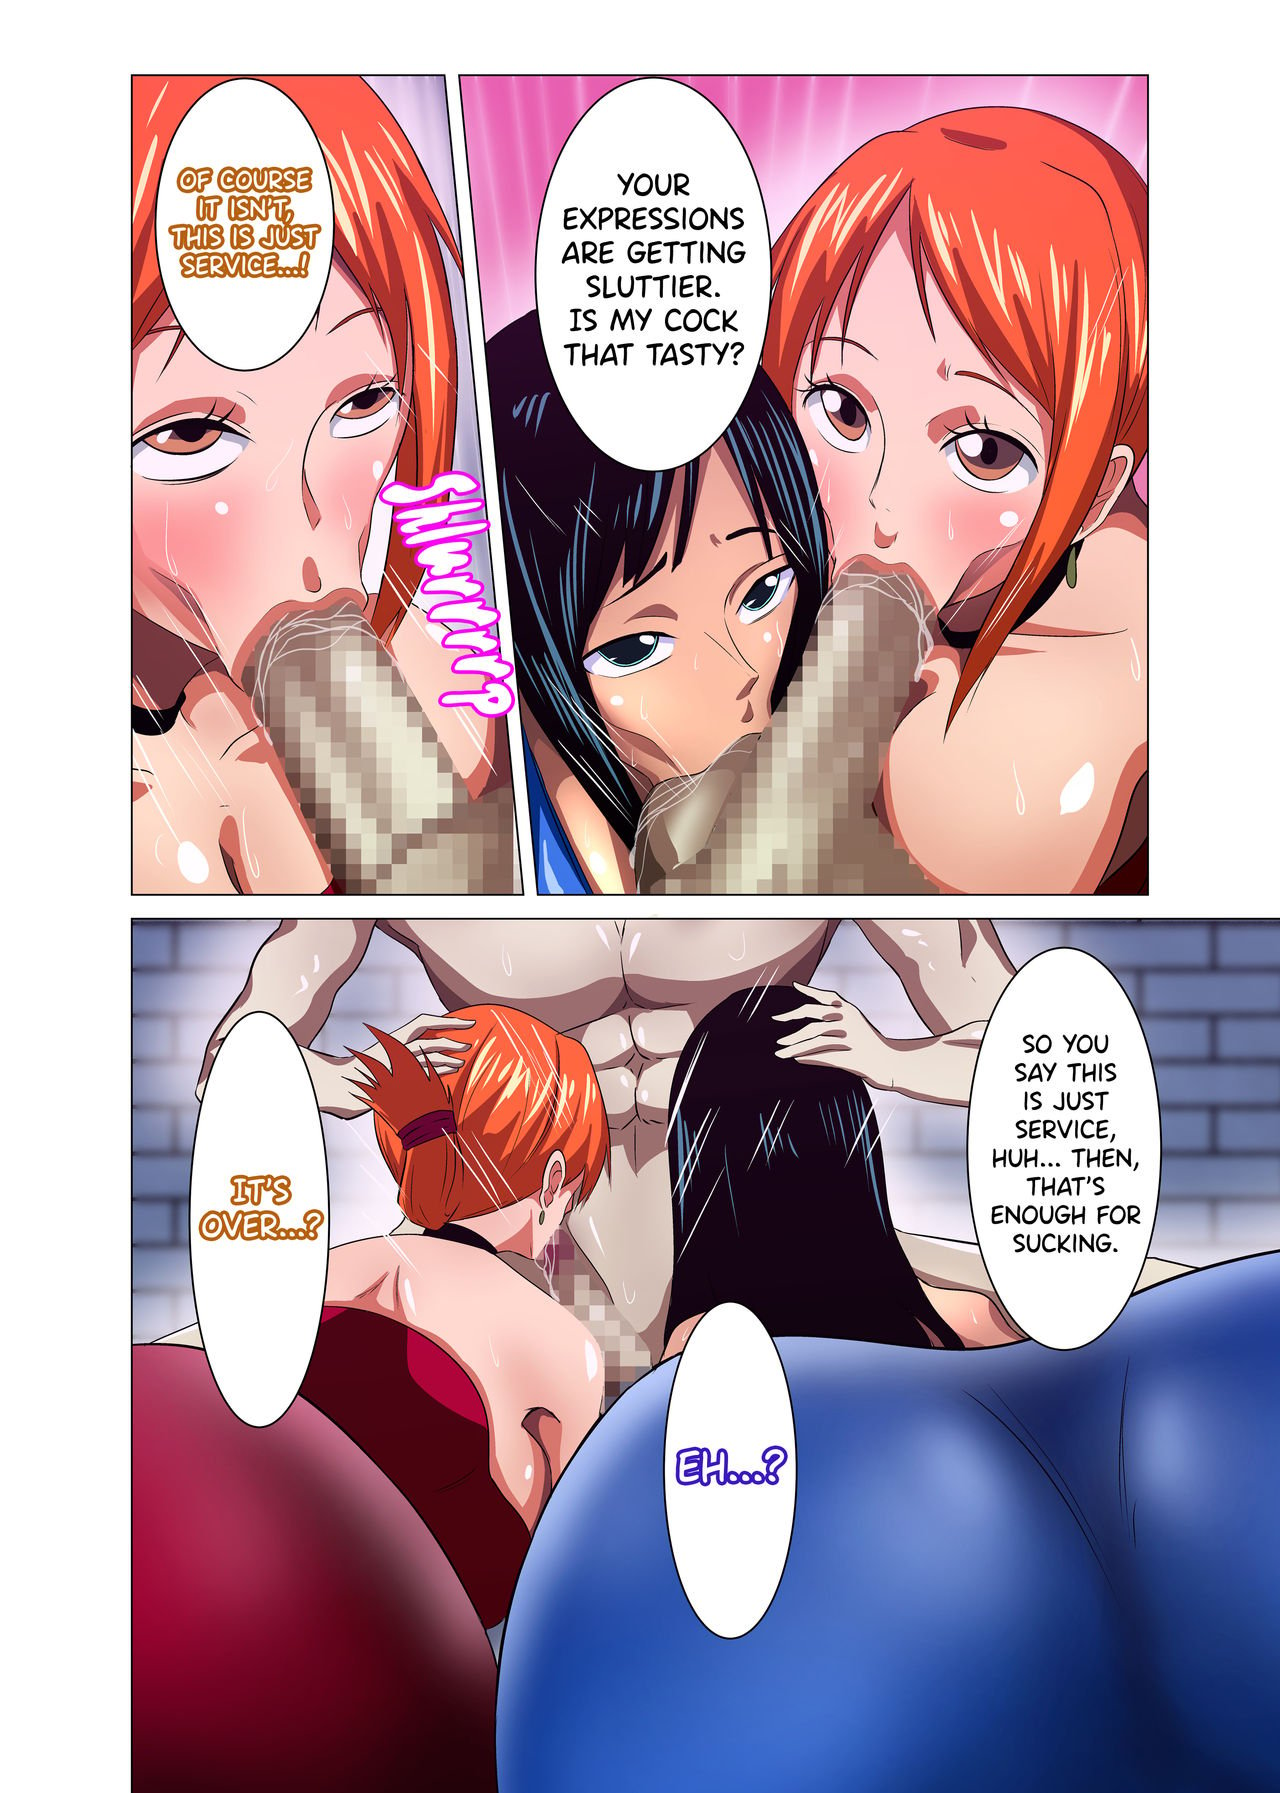 YOUR
EXPRESSIONS
ARE GETTING
SLUTTIER.
IS MY COCK
THAT TASTY?
OF COURSE
IT ISN'T,
THIS IS JUST
SERVICE...!
Shlurrrrp
SO YOU
SAY THIS
IS JUST
SERVICE,
HUH... THEN,
THAT'S
ENOUGH FOR
SUCKING.
EH...?
IT'S
OVER...?